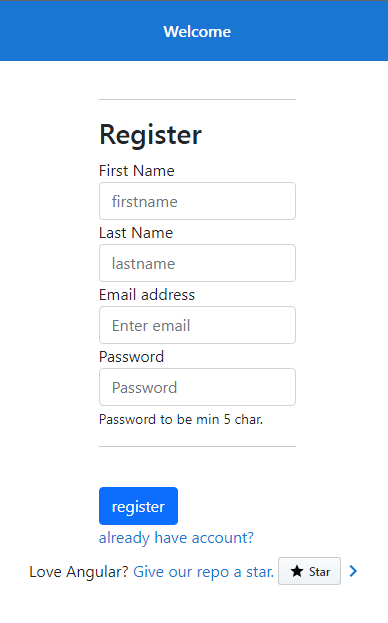 Welcome
Register
First Name
firstname
Last Name
lastname
Email address
Enter email
Password
Password
Password to be min 5 char.
register
already have account?
Love Angular? Give our repo a star. Star